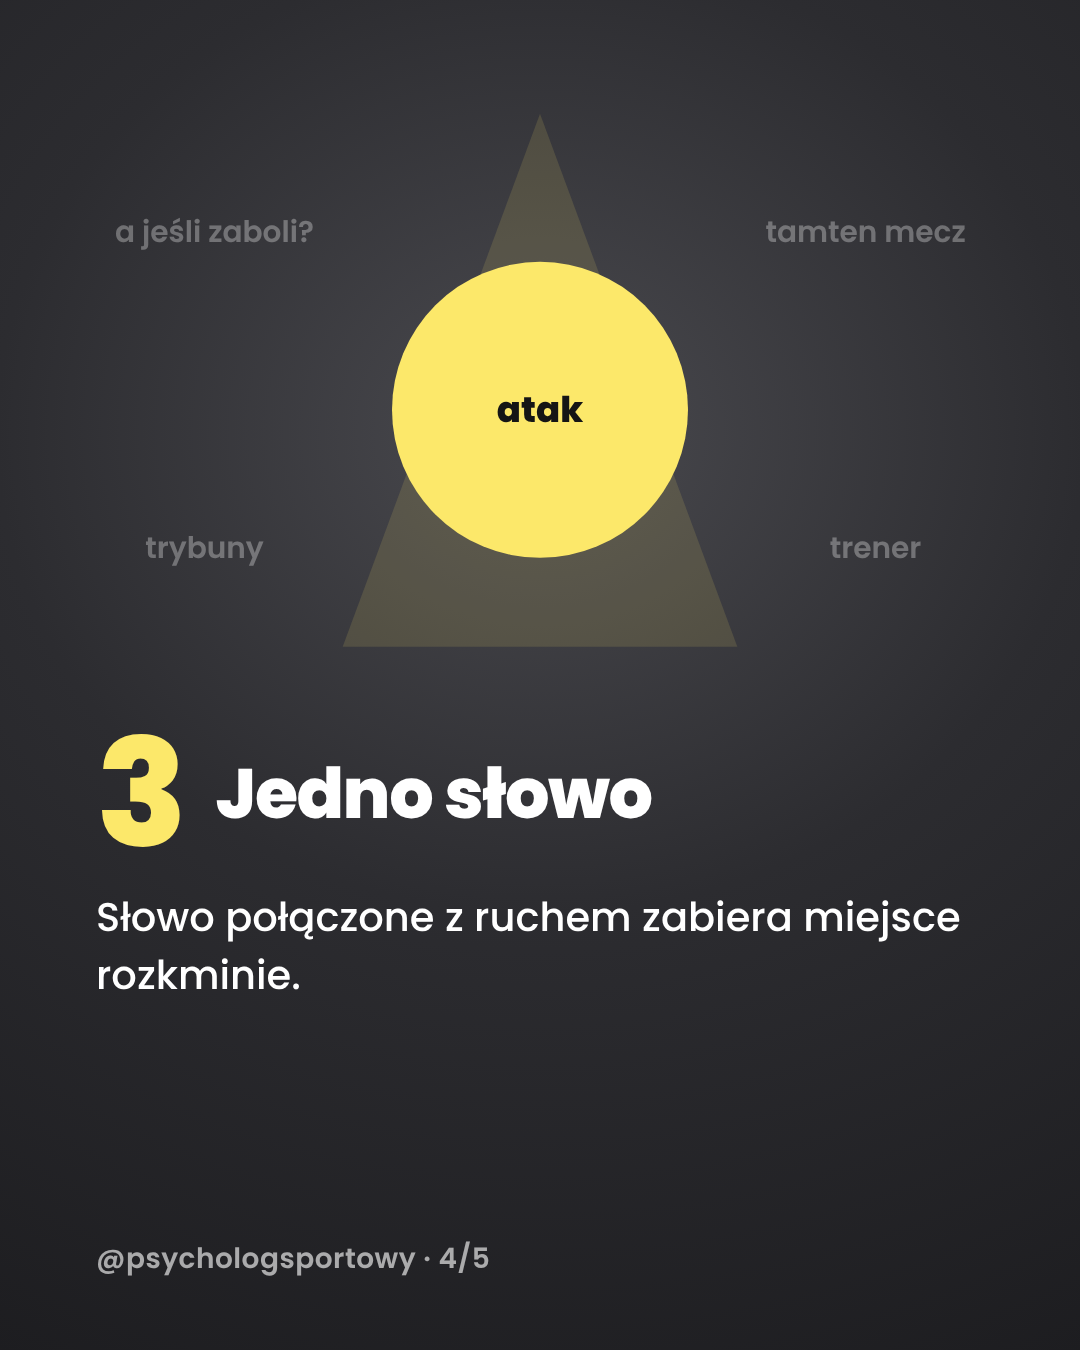 a jeśli zaboli?
tamten mecz
atak
trybuny
trener
3 Jedno słowo
Słowo połączone z ruchem zabiera miejsce
rozkminie.
@psychologsportowy · 4/5